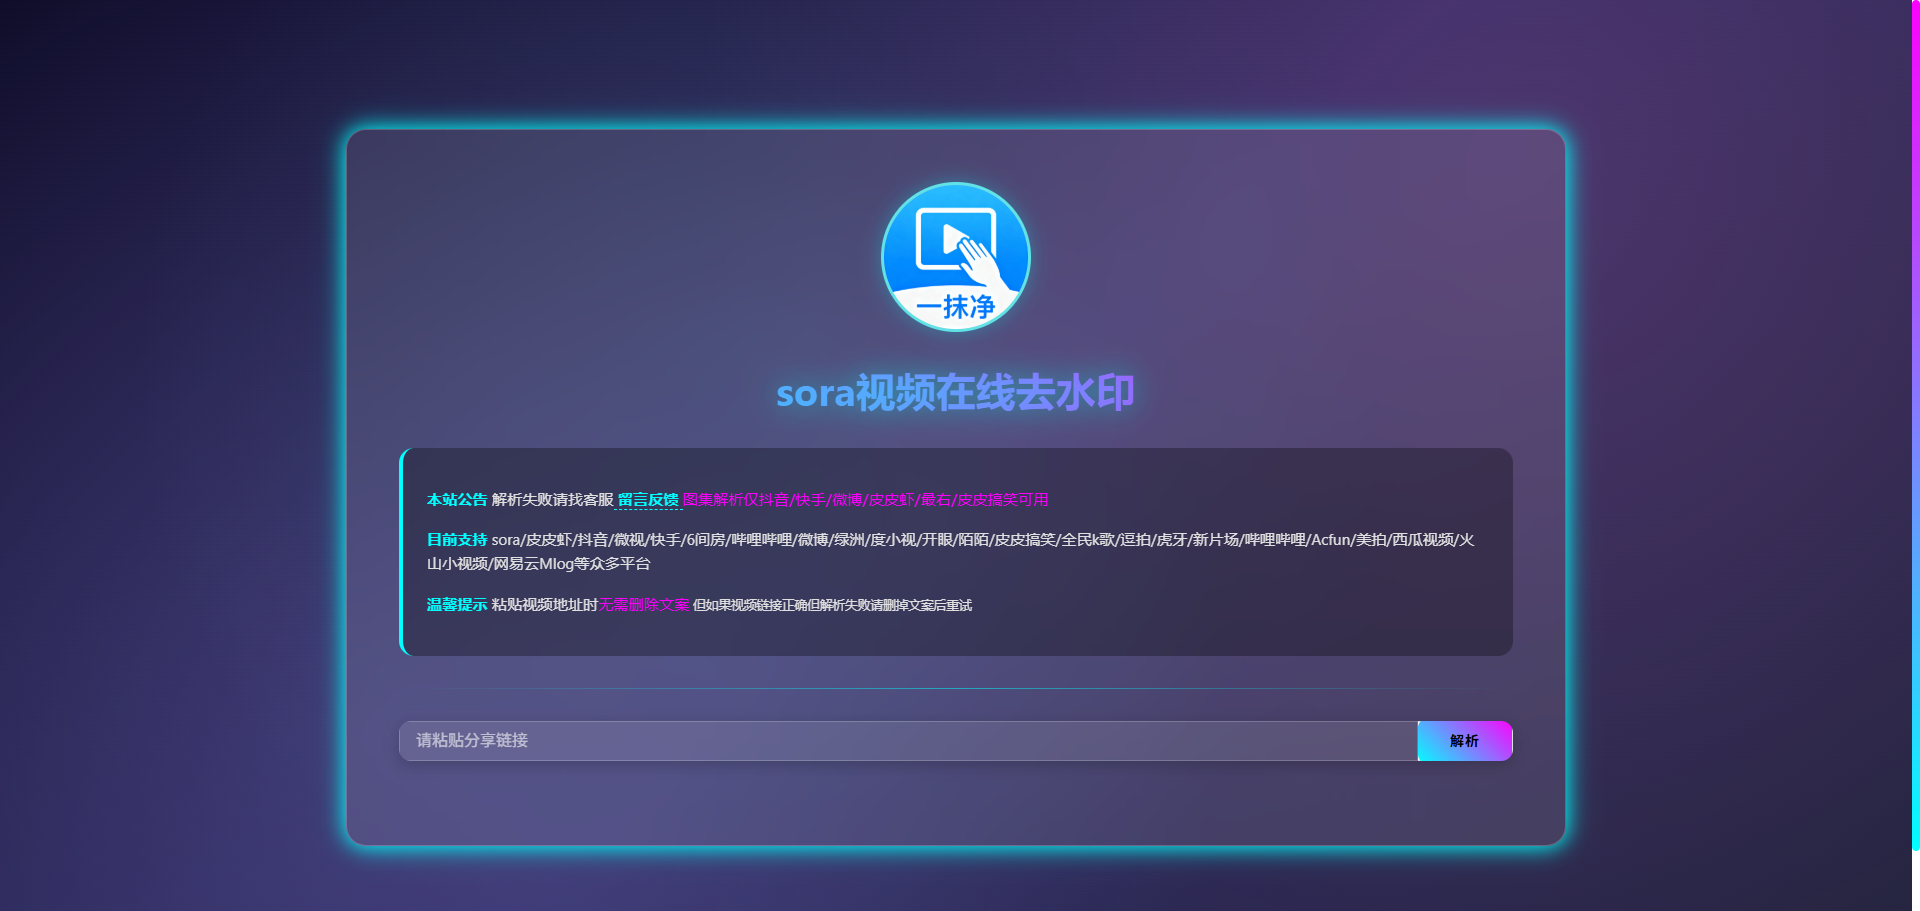 一抹净
sora视频在线去水印
本站公告 解析失败请找客服 留言反馈 图集解析仅抖音/快手/微博/皮皮虾/最右/皮皮搞笑可用
目前支持 sora/皮皮虾/抖音/微视/快手/6间房/哔哩哔哩/微博/绿洲/度小视/开眼/陌陌/皮皮搞笑/全民k歌/逗拍/虎牙/新片场/哔哩哔哩/Acfun/美拍/西瓜视频/火
山小视频/网易云Mlog等众多平台
温馨提示 粘贴视频地址时无需删除文案 但如果视频链接正确但解析失败请删掉文案后重试
请粘贴分享链接
解析